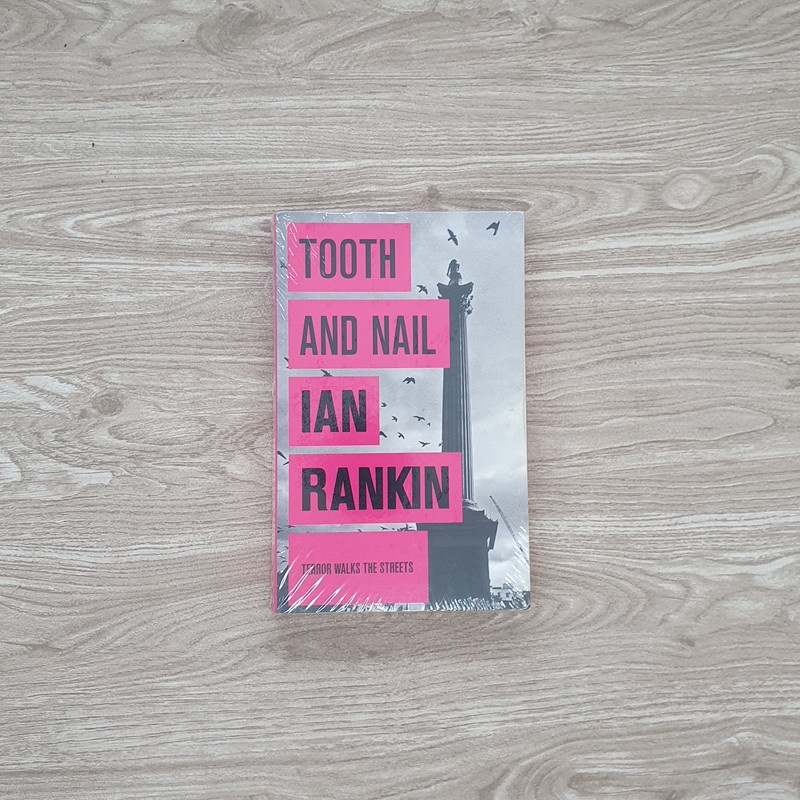 TOOTH
AND NAIL
IAN
RANKIN
TERROR WALKS THE STREETS